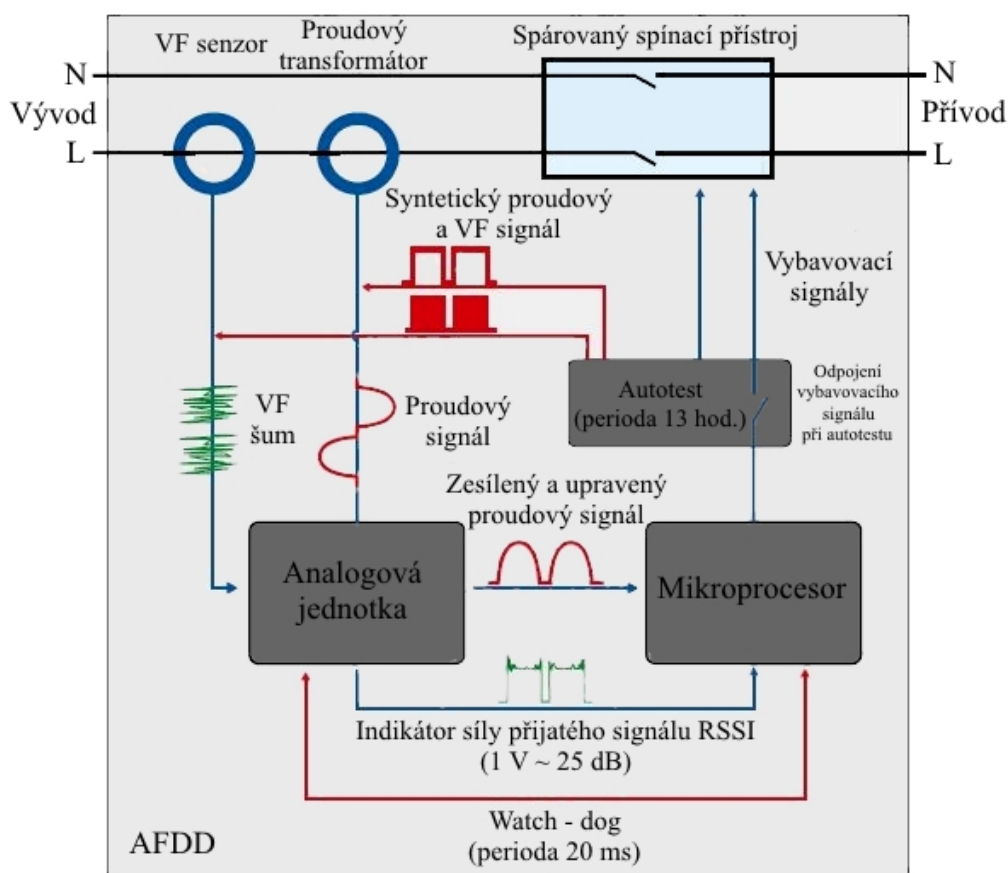 VF senzor
Proudový
transformátor
Spárovaný spínací přístroj
N
N
Vývod
Přívod
L
L
Syntetický proudový
a VF signál
Vybavovací
signály
Autotest
(perioda 13 hod.)
Odpojení
vybavovacího
signálu
při autotestu
VF
šum
Proudový
signál
Zesílený a upravený
proudový signál
Analogová
jednotka
Mikroprocesor
Indikátor síly přijatého signálu RSSI
(1 V ~ 25 dB)
Watch - dog
(perioda 20 ms)
AFDD